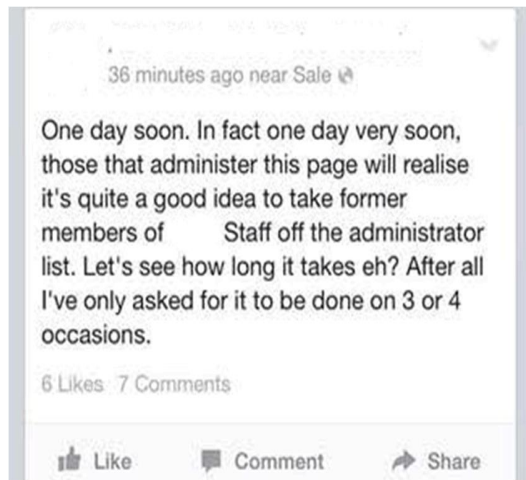 36 minutes ago near Sale
One day soon. In fact one day very soon,
those that administer this page will realise
it's quite a good idea to take former
members of Staff off the administrator
list. Let's see how long it takes eh? After all
I've only asked for it to be done on 3 or 4
occasions.
6 Likes 7 Comments
Like Comment Share